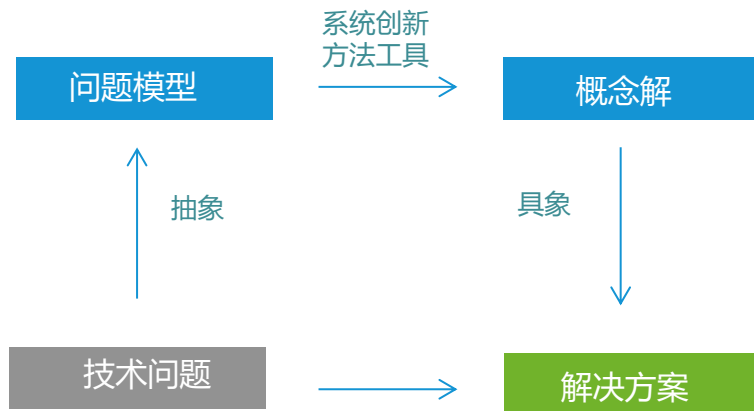 系统创新
方法工具
问题模型
概念解
抽象
具象
技术问题
解决方案